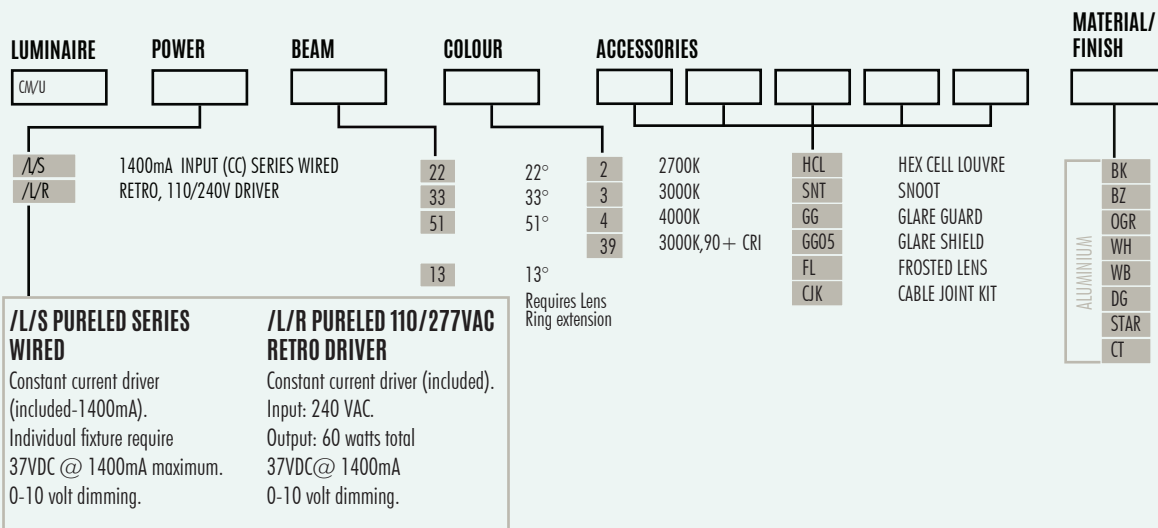 LUMINAIRE
POWER
BEAM
COLOUR
ACCESSORIES
MATERIAL/
FINISH
CM/U
/L/S
1400mA INPUT (CC) SERIES WIRED
/L/R
RETRO, 110/240V DRIVER
22
22°
33
33°
51
51°
13
13°
Requires Lens
Ring extension
2
2700K
3
3000K
4
4000K
39
3000K,90+ CRI
HCL
HEX CELL LOUVRE
SNT
SNOOT
GG
GLARE GUARD
GG05
GLARE SHIELD
FL
FROSTED LENS
CJK
CABLE JOINT KIT
ALUMINIUM
BK
BZ
OGR
WH
WB
DG
STAR
CT
/L/S PURELED SERIES
WIRED
Constant current driver
(included-1400mA).
Individual fixture require
37VDC @ 1400mA maximum.
0-10 volt dimming.
/L/R PURELED 110/277VAC
RETRO DRIVER
Constant current driver (included).
Input: 240 VAC.
Output: 60 watts total
37VDC@ 1400mA
0-10 volt dimming.